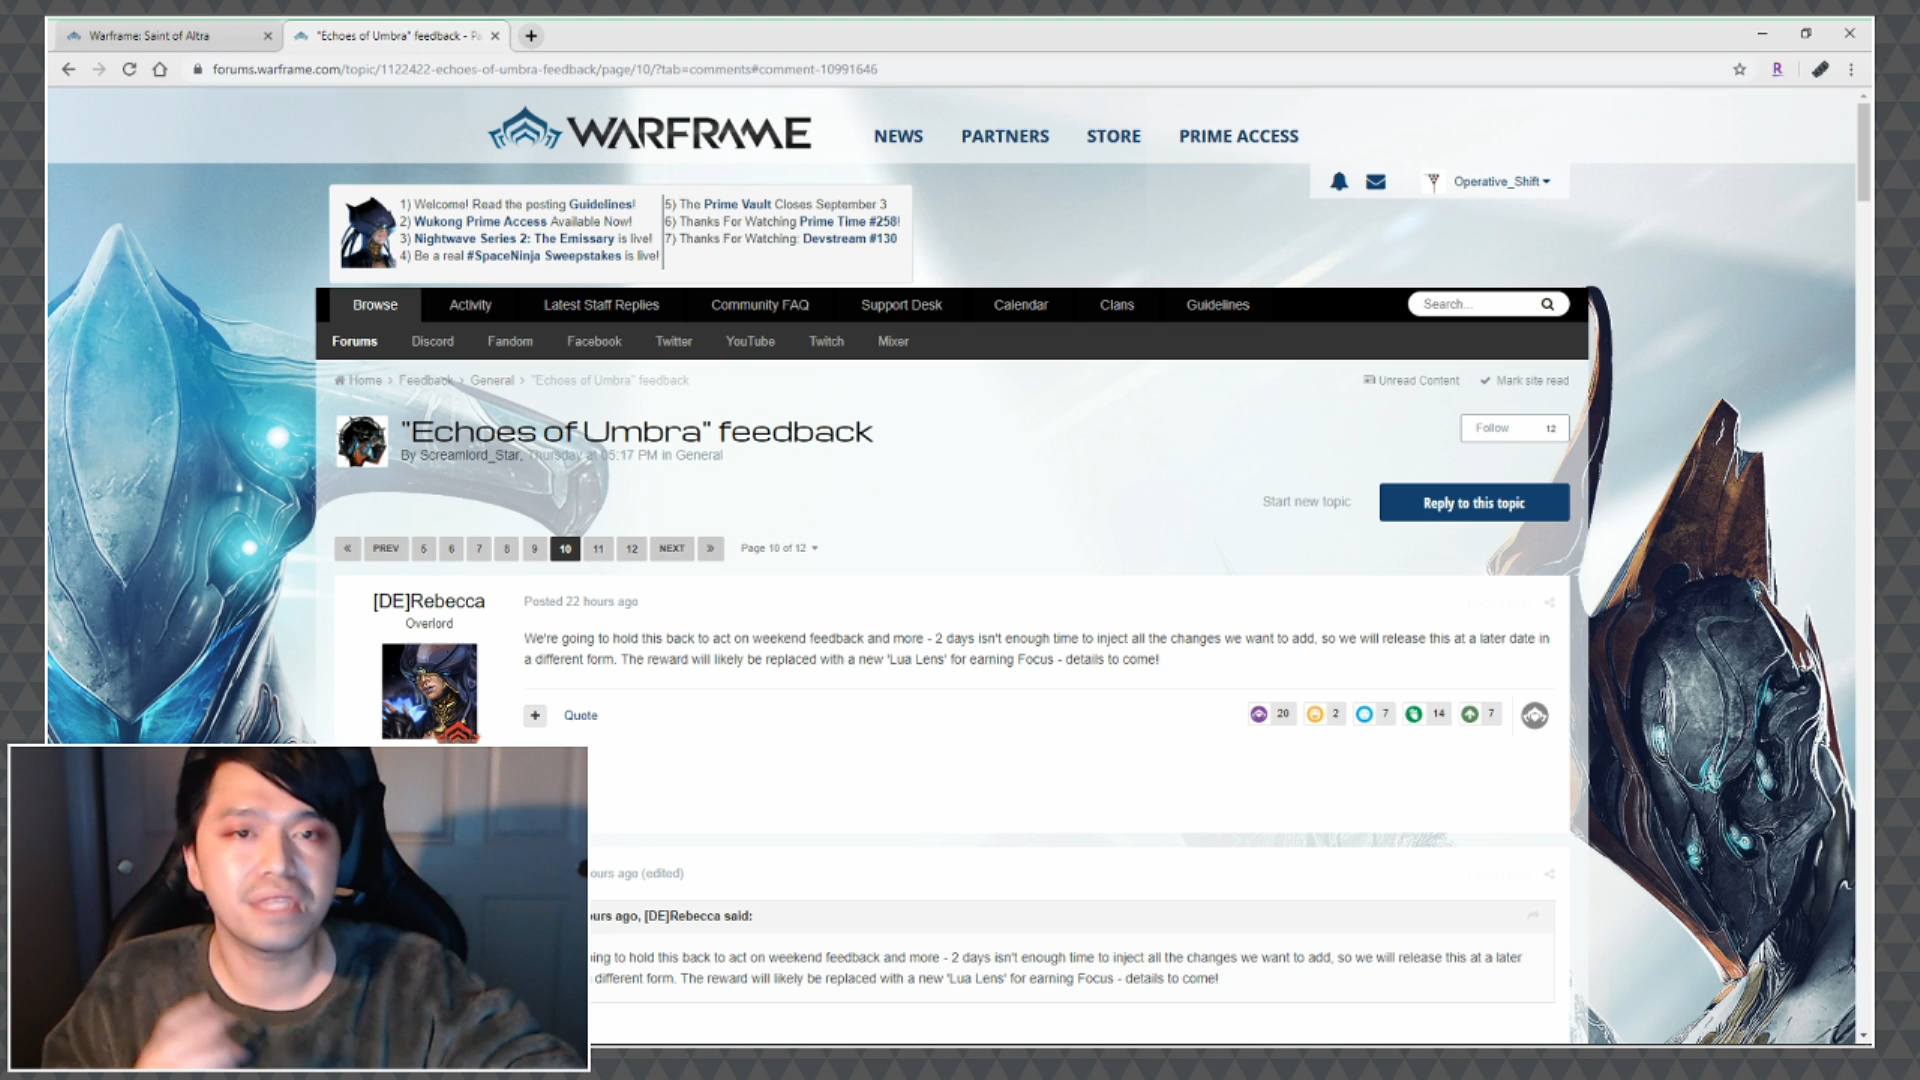 Warframe: Saint of Altra
"Echoes of Umbra" feedback - Pa
forums.warframe.com/topic/1122422-echoes-of-umbra-feedback/page/10/?tab=comments#comment-10991646
R
WARFRAME
NEWS PARTNERS STORE PRIME ACCESS
Operative_Shift
1) Welcome! Read the posting Guidelines!
2) Wukong Prime Access Available Now!
3) Nightwave Series 2: The Emissary is live!
4) Be a real #SpaceNinja Sweepstakes is live!
5) The Prime Vault Closes September 3
6) Thanks For Watching Prime Time #258!
7) Thanks For Watching: Devstream #130
Browse Activity Latest Staff Replies Community FAQ Support Desk Calendar Clans Guidelines Search...
Forums Discord Fandom Facebook Twitter YouTube Twitch Mixer
Home > Feedback > General > "Echoes of Umbra" feedback
Unread Content Mark site read
"Echoes of Umbra" feedback
By Screamlord_Star, Thursday at 05:17 PM in General
Follow 12
Start new topic Reply to this topic
« PREV 5 6 7 8 9 10 11 12 NEXT » Page 10 of 12
[DE]Rebecca
Overlord
Posted 22 hours ago
We're going to hold this back to act on weekend feedback and more - 2 days isn't enough time to inject all the changes we want to add, so we will release this at a later date in
a different form. The reward will likely be replaced with a new 'Lua Lens' for earning Focus - details to come!
+ Quote
20 2 7 14 7
ours ago (edited)
urs ago, [DE]Rebecca said:
ing to hold this back to act on weekend feedback and more - 2 days isn't enough time to inject all the changes we want to add, so we will release this at a later
different form. The reward will likely be replaced with a new 'Lua Lens' for earning Focus - details to come!